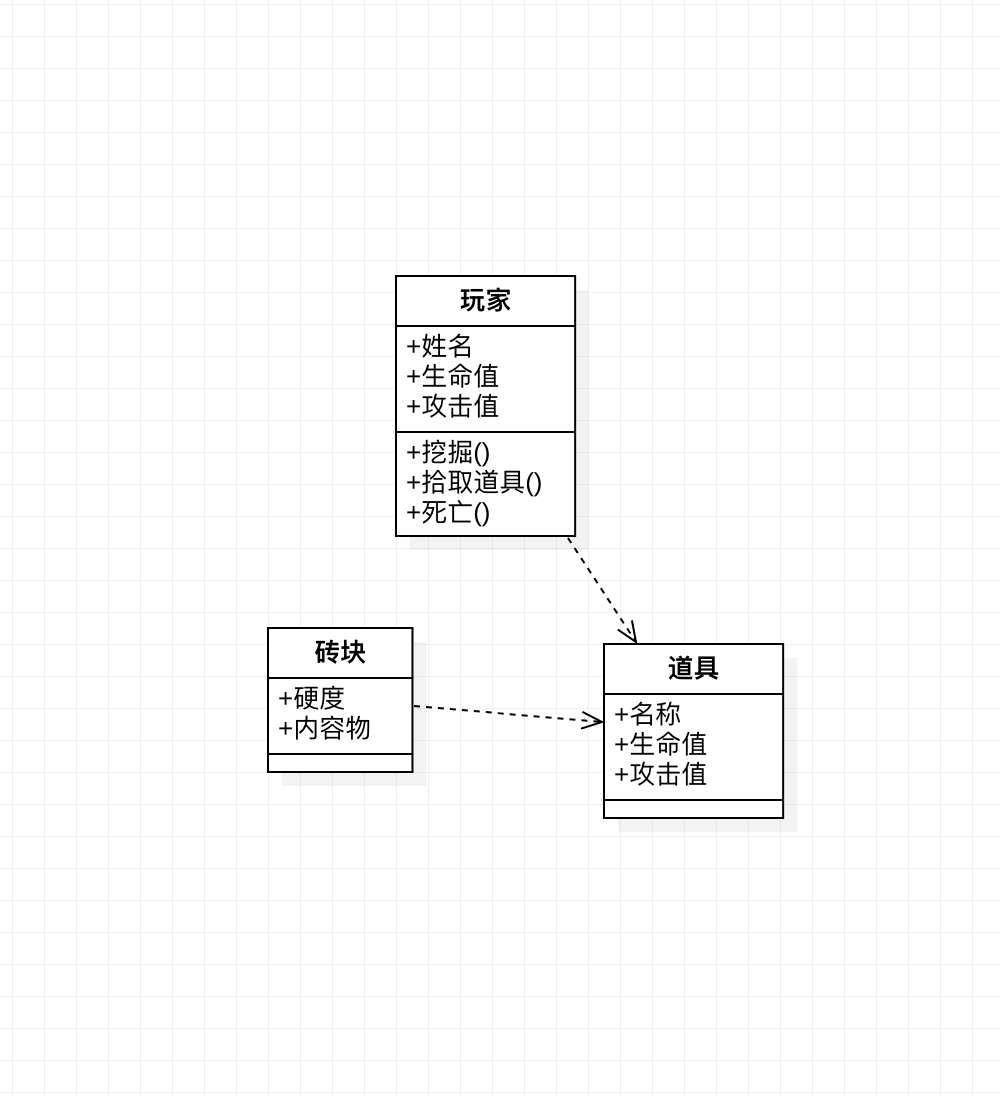 玩家
+姓名
+生命值
+攻击值
+挖掘()
+拾取道具()
+死亡()
砖块
+硬度
+内容物
道具
+名称
+生命值
+攻击值